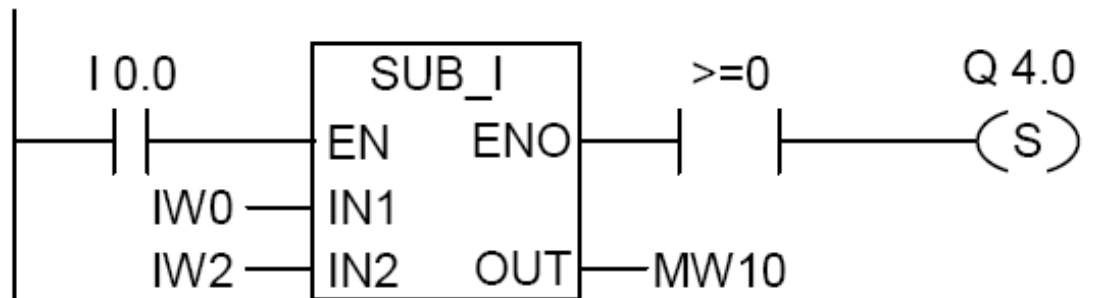 I 0.0 SUB_I >=0 Q 4.0
EN ENO (S)
IW0 IN1
IW2 IN2 OUT MW10